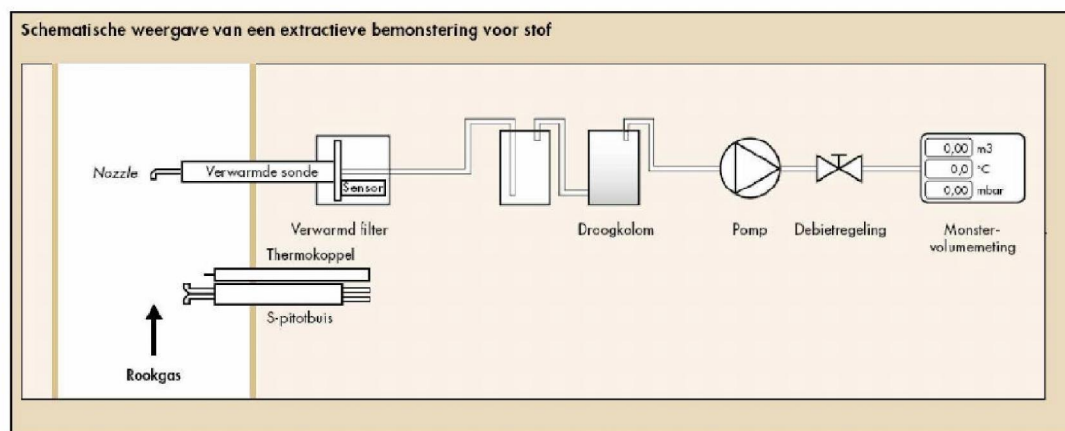 Schematische weergave van een extractieve bemonstering voor stof
Nozzle
Verwarmde sonde
Sensor
Verwarmd filter
Droogkolom
Pomp
Debietregeling
Monster-
volumemeting
0,00 m3
0,0 °C
0,00 mbar
Thermokoppel
S-pitotbuis
Rookgas